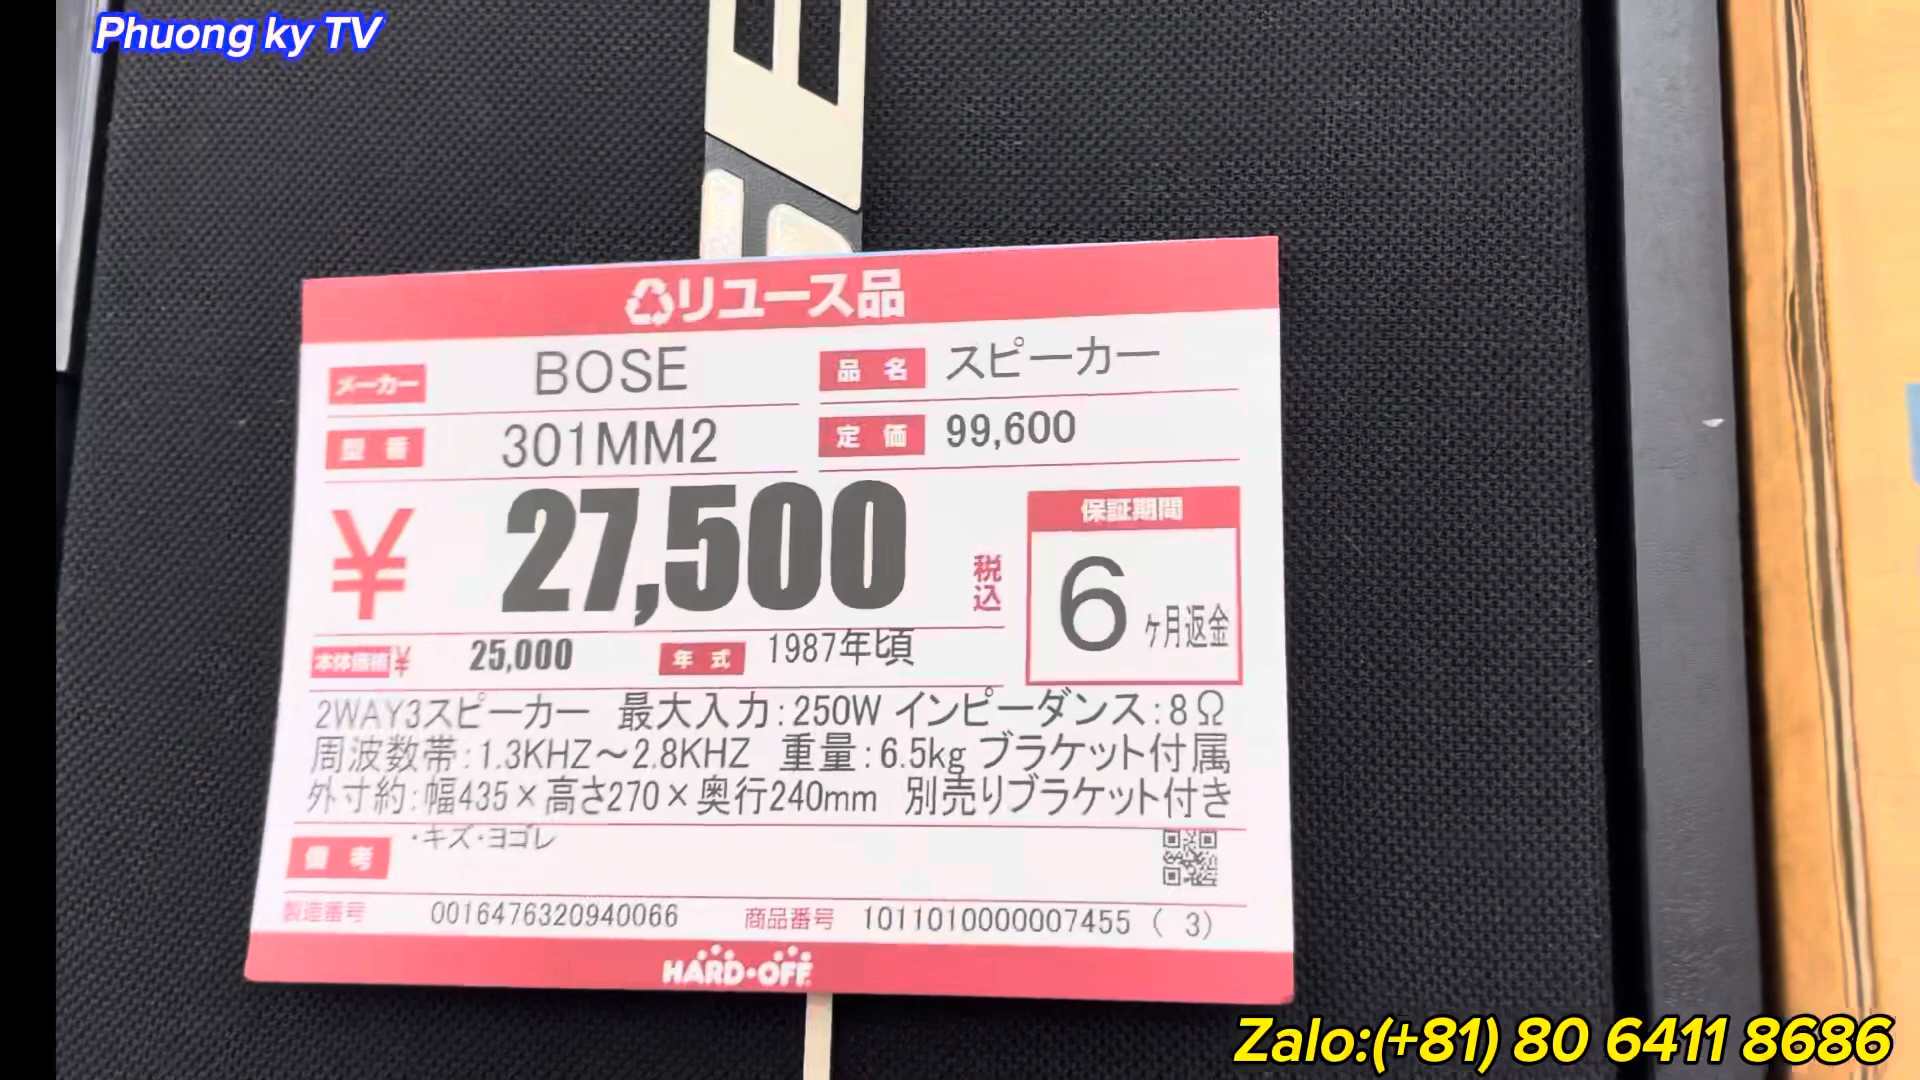 Phuong ky TV
リユース品
メーカー BOSE 品名 スピーカー
型番 301MM2 定価 99,600
¥ 27,500 税込
保証期間
6ヶ月返金
本体価格¥ 25,000 年式 1987年頃
2WAY3スピーカー 最大入力:250W インピーダンス:8Ω
周波数帯:1.3KHZ～2.8KHZ 重量:6.5kg ブラケット付属
外寸約:幅435×高さ270×奥行240mm 別売りブラケット付き
備考 ・キズ・ヨゴレ
製造番号 0016476320940066 商品番号 1011010000007455 ( 3)
HARD・OFF
Zalo:(+81) 80 6411 8686